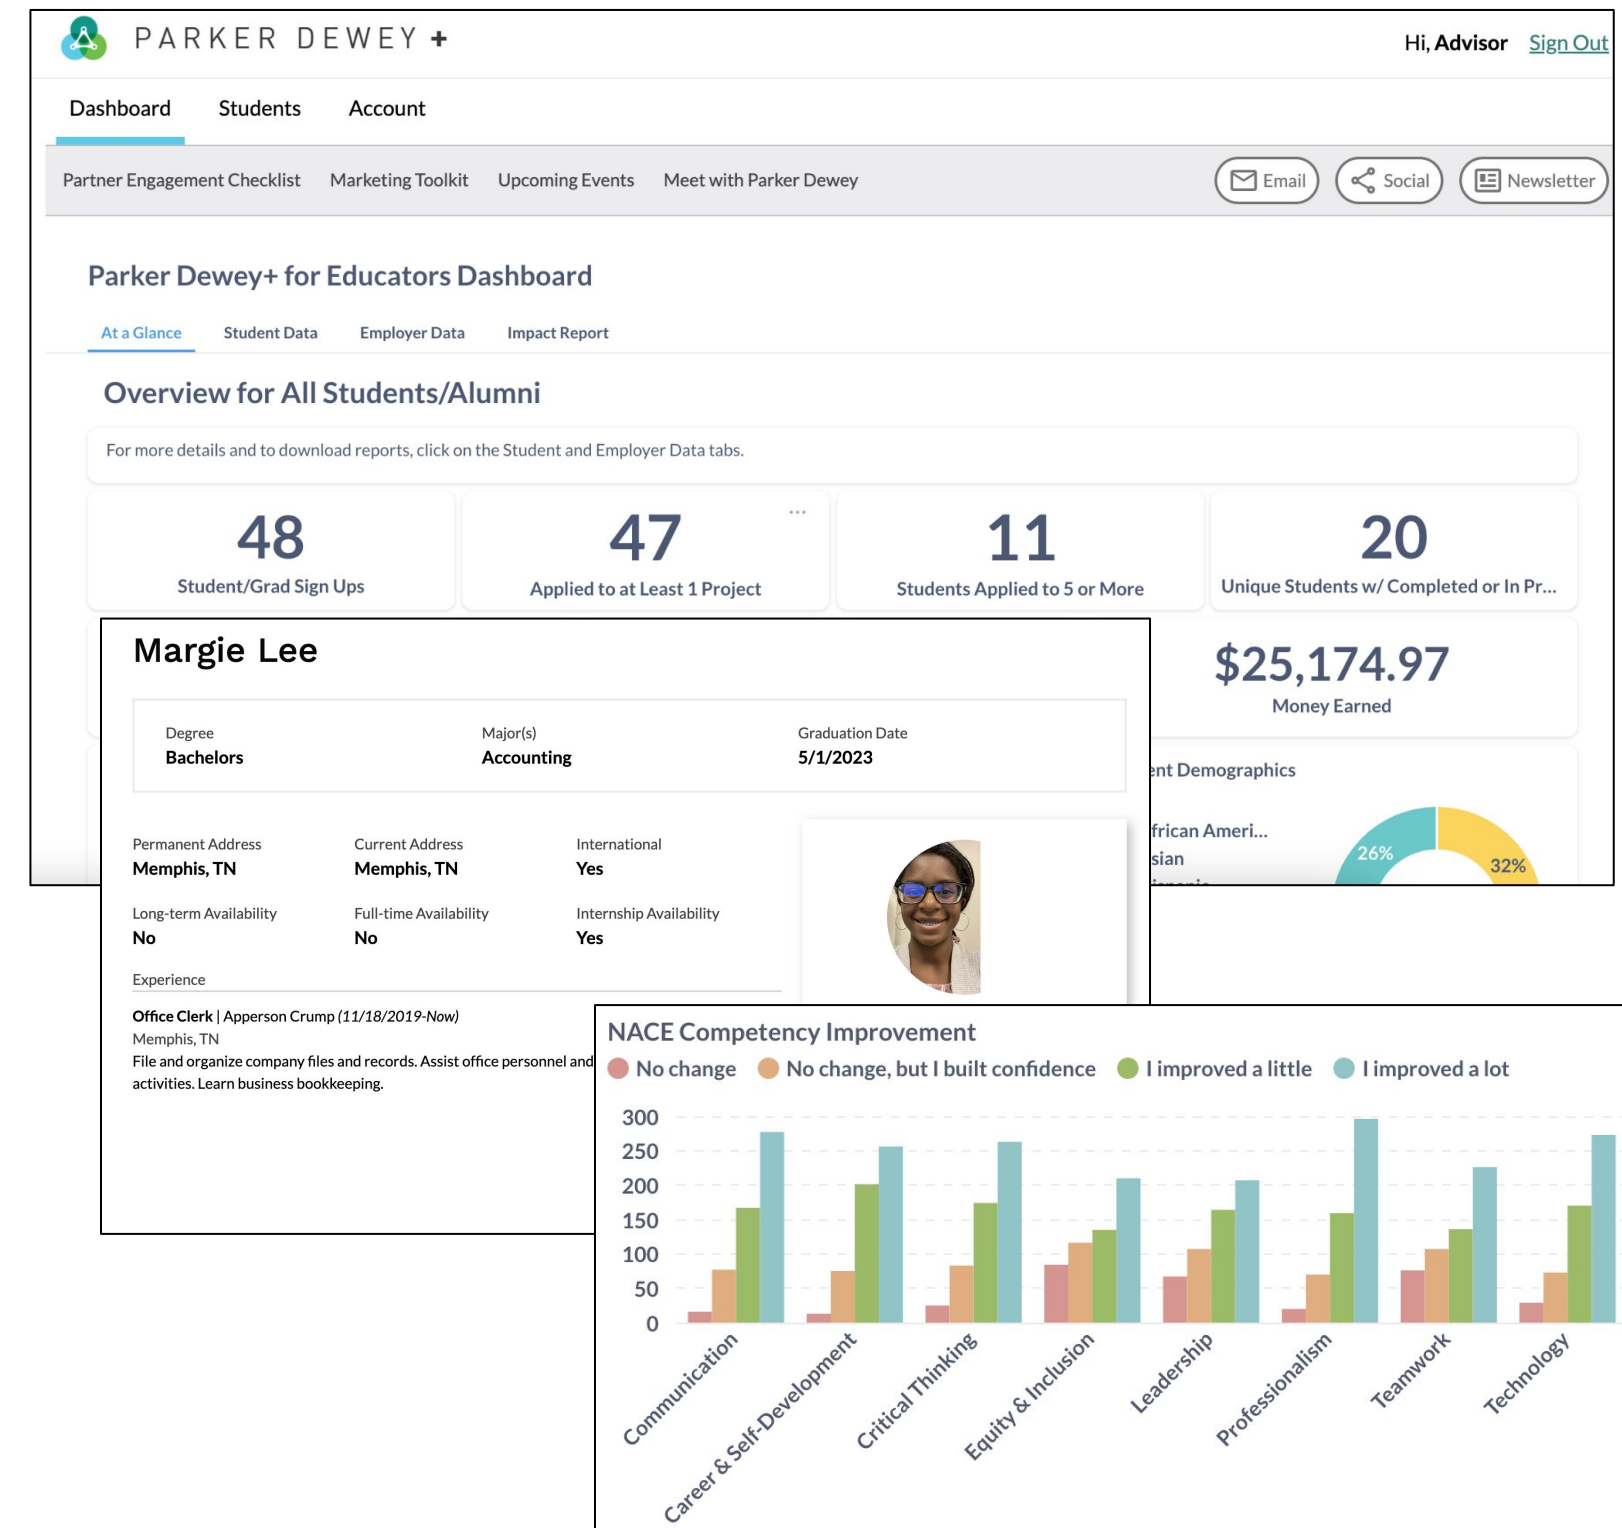 PARKER DEWEY +
Hi, Advisor Sign Out
Dashboard Students Account
Partner Engagement Checklist Marketing Toolkit Upcoming Events Meet with Parker Dewey Email Social Newsletter
Parker Dewey+ for Educators Dashboard
At a Glance Student Data Employer Data Impact Report
Overview for All Students/Alumni
For more details and to download reports, click on the Student and Employer Data tabs.
48 47 ... 11 20
Student/Grad Sign Ups Applied to at Least 1 Project Students Applied to 5 or More Unique Students w/ Completed or In Pr...
$25,174.97
Money Earned
ent Demographics
frican Ameri...
sian
26%
32%
Margie Lee
Degree Major(s) Graduation Date
Bachelors Accounting 5/1/2023
Permanent Address Current Address International
Memphis, TN Memphis, TN Yes
Long-term Availability Full-time Availability Internship Availability
No No Yes
Experience
Office Clerk | Apperson Crump (11/18/2019-Now)
Memphis, TN
File and organize company files and records. Assist office personnel and
activities. Learn business bookkeeping.
NACE Competency Improvement
No change No change, but I built confidence I improved a little I improved a lot
300
250
200
150
100
50
0
Communication
Career & Self-Development
Critical Thinking
Equity & Inclusion
Leadership
Professionalism
Teamwork
Technology